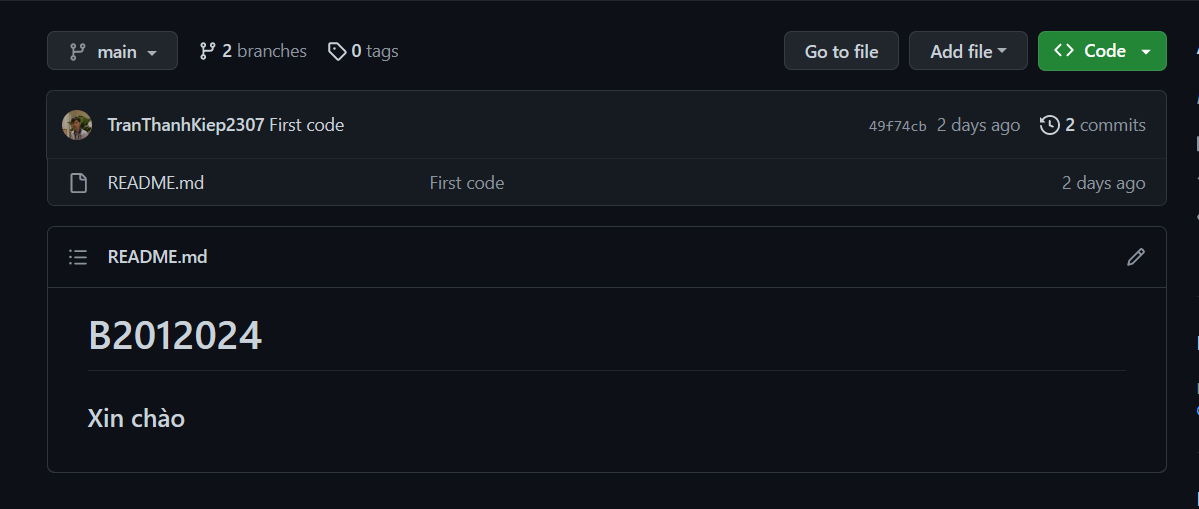 main 2 branches 0 tags Go to file Add file Code
TranThanhKiep2307 First code 49f74cb 2 days ago 2 commits
README.md First code 2 days ago
README.md
B2012024
Xin chào